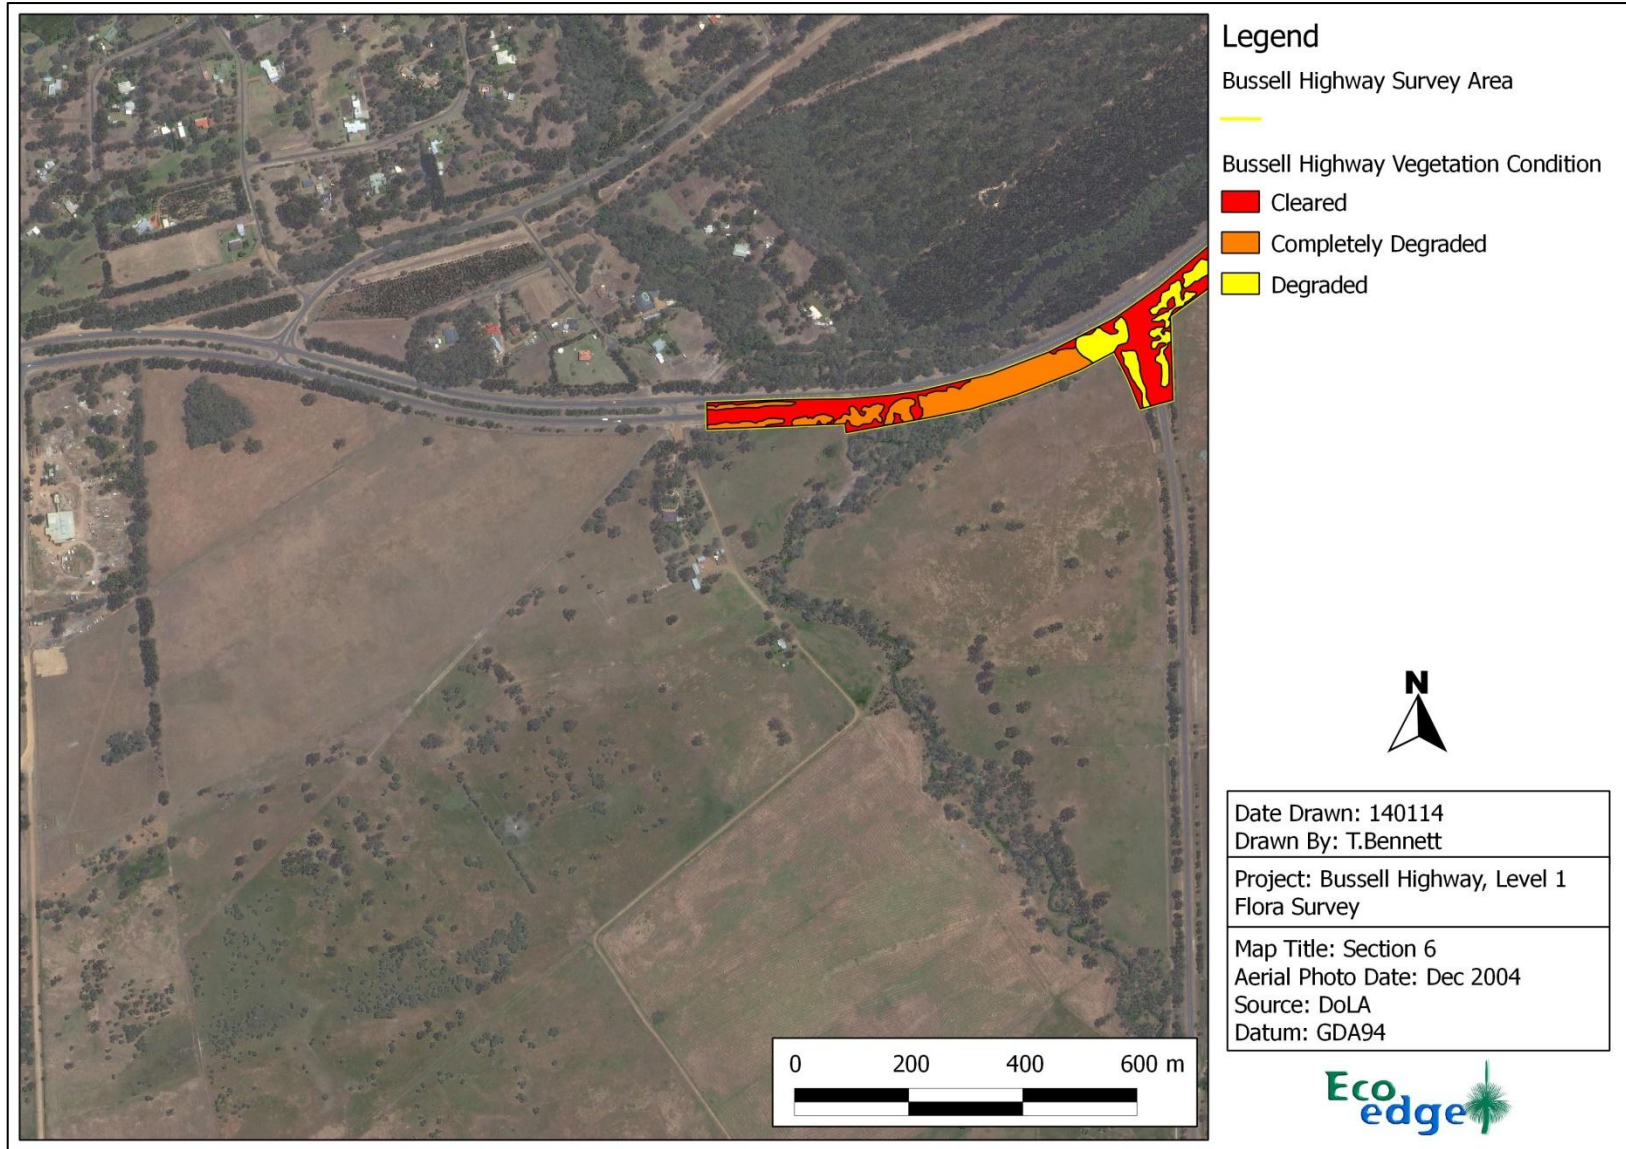 Legend
Bussell Highway Survey Area
Bussell Highway Vegetation Condition
Cleared
Completely Degraded
Degraded
N
Date Drawn: 140114
Drawn By: T.Bennett
Project: Bussell Highway, Level 1
Flora Survey
Map Title: Section 6
Aerial Photo Date: Dec 2004
Source: DoLA
Datum: GDA94
0 200 400 600 m
Eco
edge